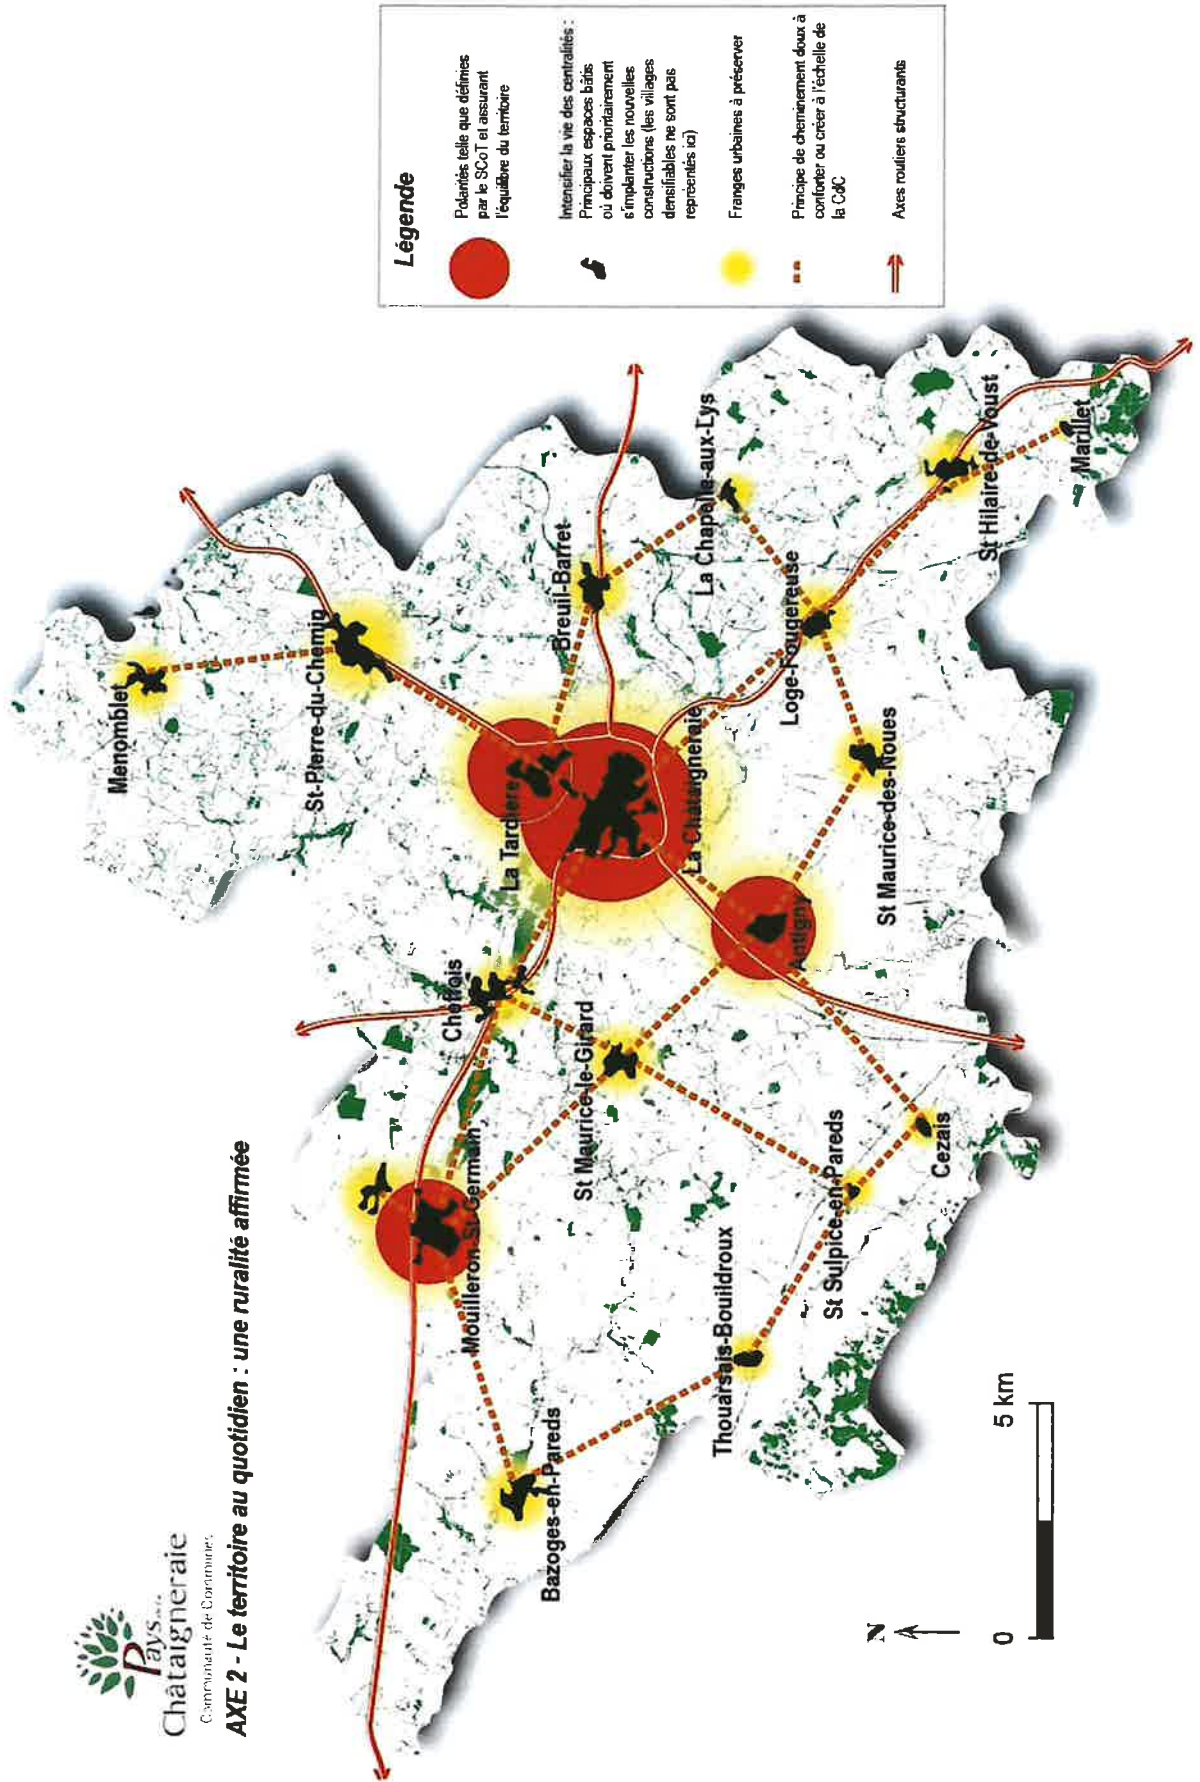 Pays de la
Châtaigneraie
Communauté de Communes
AXE 2 - Le territoire au quotidien : une ruralité affirmée
Menomblet
St-Pierre-du-Chemin
La Tardière
Breuil-Barret
Cheffois
La Châtaigneraie
La Chapelle-aux-Lys
Mouilleron-St-Germain
St Maurice-le-Girard
Antigny
Loge-Fougereuse
St Maurice-des-Noues
Bazoges-en-Pareds
Thouarsais-Bouildroux
St Sulpice-en-Pareds
Cezais
St Hilaire-de-Voust
Marillet
N
0
5 km
Légende
Polarités telle que définies
par le SCoT et assurant
l'équilibre du territoire
Intensifier la vie des centralités :
Principaux espaces bâtis
où doivent prioritairement
s'implanter les nouvelles
constructions (les villages
densifiables ne sont pas
représentés ici)
Franges urbaines à préserver
Principe de cheminement doux à
conforter ou créer à l'échelle de
la CdC
Axes routiers structurants